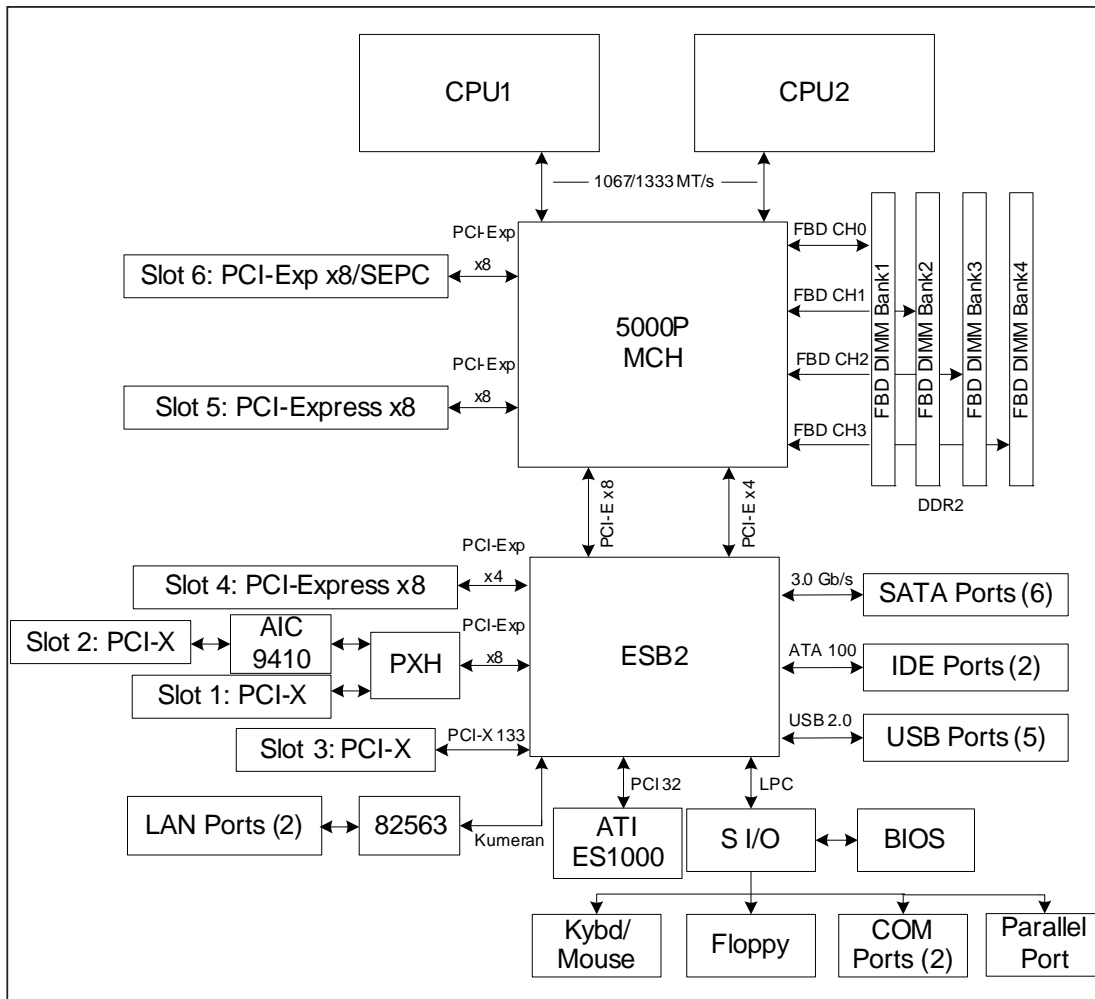 CPU1
CPU2
1067/1333 MT/s
PCI-Exp
x8
Slot 6: PCI-Exp x8/SEPC
PCI-Exp
x8
Slot 5: PCI-Express x8
5000P
MCH
FBD CH0
FBD CH1
FBD CH2
FBD CH3
FBD DIMM Bank1
FBD DIMM Bank2
FBD DIMM Bank3
FBD DIMM Bank4
DDR2
PCI-E x8
PCI-E x4
PCI-Exp
x4
Slot 4: PCI-Express x8
Slot 2: PCI-X
AIC
9410
PXH
PCI-Exp
x8
Slot 1: PCI-X
Slot 3: PCI-X
PCI-X 133
ESB2
3.0 Gb/s
SATA Ports (6)
ATA 100
IDE Ports (2)
USB 2.0
USB Ports (5)
LAN Ports (2)
82563
Kumeran
PCI 32
ATI
ES1000
LPC
S I/O
BIOS
Kybd/
Mouse
Floppy
COM
Ports (2)
Parallel
Port